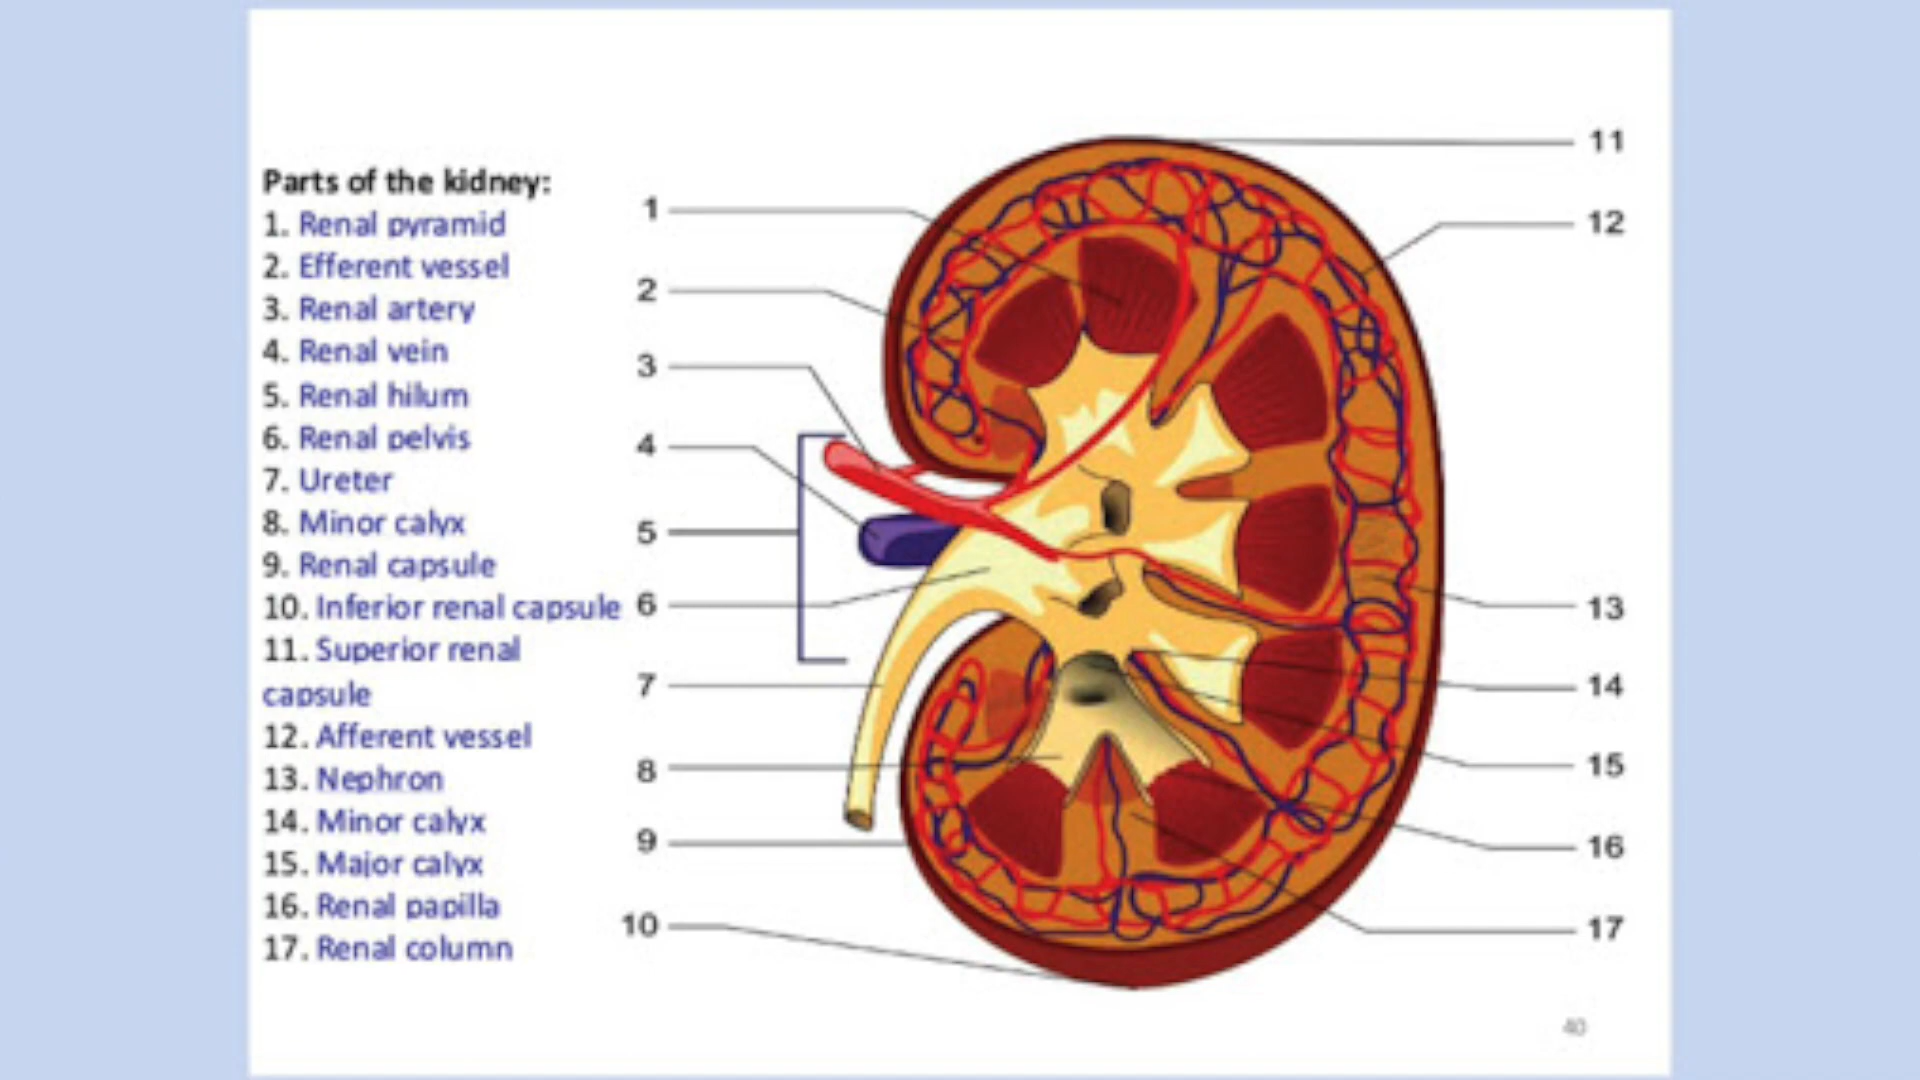 Parts of the kidney:
1. Renal pyramid
2. Efferent vessel
3. Renal artery
4. Renal vein
5. Renal hilum
6. Renal pelvis
7. Ureter
8. Minor calyx
9. Renal capsule
10. Inferior renal capsule
11. Superior renal
capsule
12. Afferent vessel
13. Nephron
14. Minor calyx
15. Major calyx
16. Renal papilla
17. Renal column
1
2
3
4
5
6
7
8
9
10
11
12
13
14
15
16
17
40